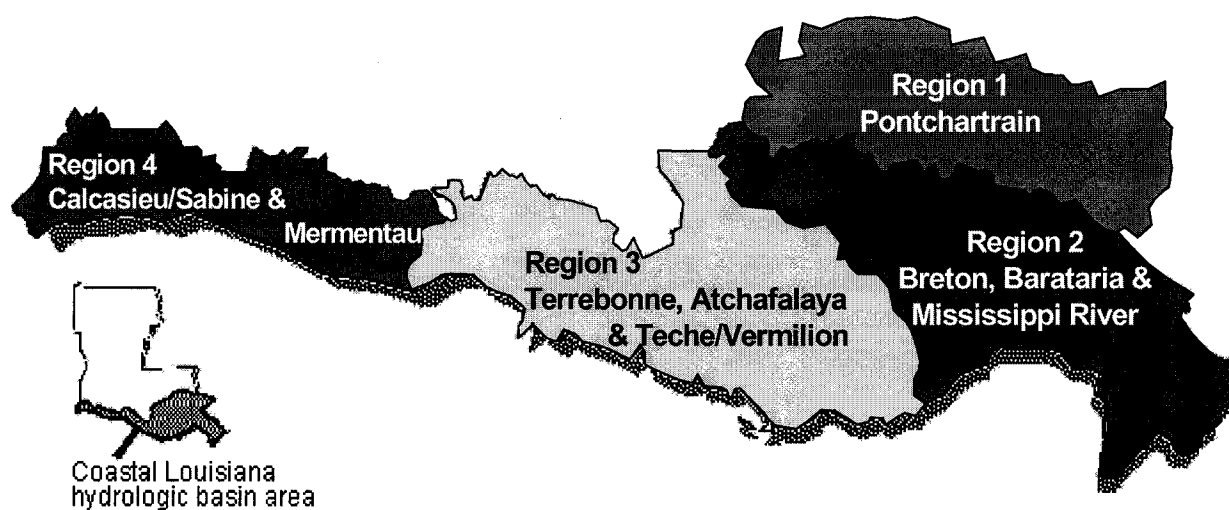 Region 1
Pontchartrain
Region 4
Calcasieu/Sabine &
Mermentau
Region 2
Breton, Barataria &
Mississippi River
Region 3
Terrebonne, Atchafalaya
& Teche/Vermilion
Coastal Louisiana
hydrologic basin area